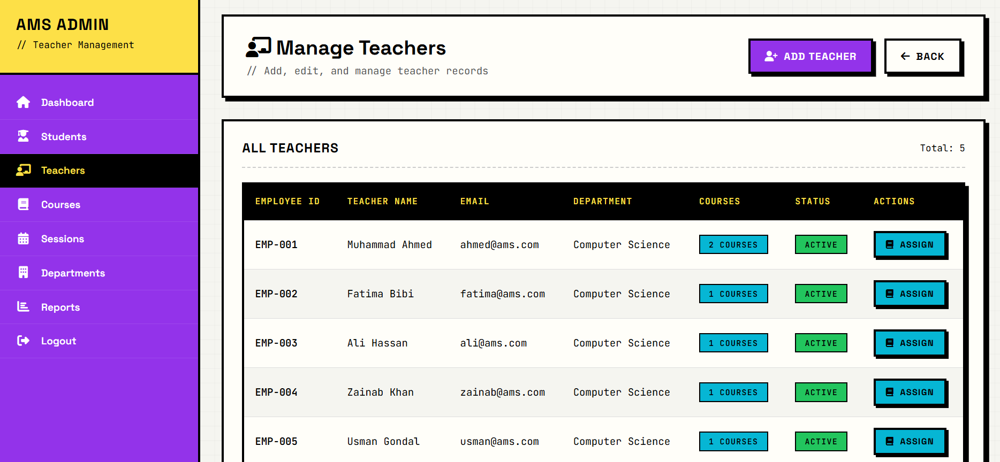 AMS ADMIN
// Teacher Management
Dashboard
Students
Teachers
Courses
Sessions
Departments
Reports
Logout
Manage Teachers
// Add, edit, and manage teacher records
ADD TEACHER
BACK
ALL TEACHERS
Total: 5
EMPLOYEE ID TEACHER NAME EMAIL DEPARTMENT COURSES STATUS ACTIONS
EMP-001 Muhammad Ahmed ahmed@ams.com Computer Science 2 COURSES ACTIVE ASSIGN
EMP-002 Fatima Bibi fatima@ams.com Computer Science 1 COURSES ACTIVE ASSIGN
EMP-003 Ali Hassan ali@ams.com Computer Science 1 COURSES ACTIVE ASSIGN
EMP-004 Zainab Khan zainab@ams.com Computer Science 1 COURSES ACTIVE ASSIGN
EMP-005 Usman Gondal usman@ams.com Computer Science 1 COURSES ACTIVE ASSIGN